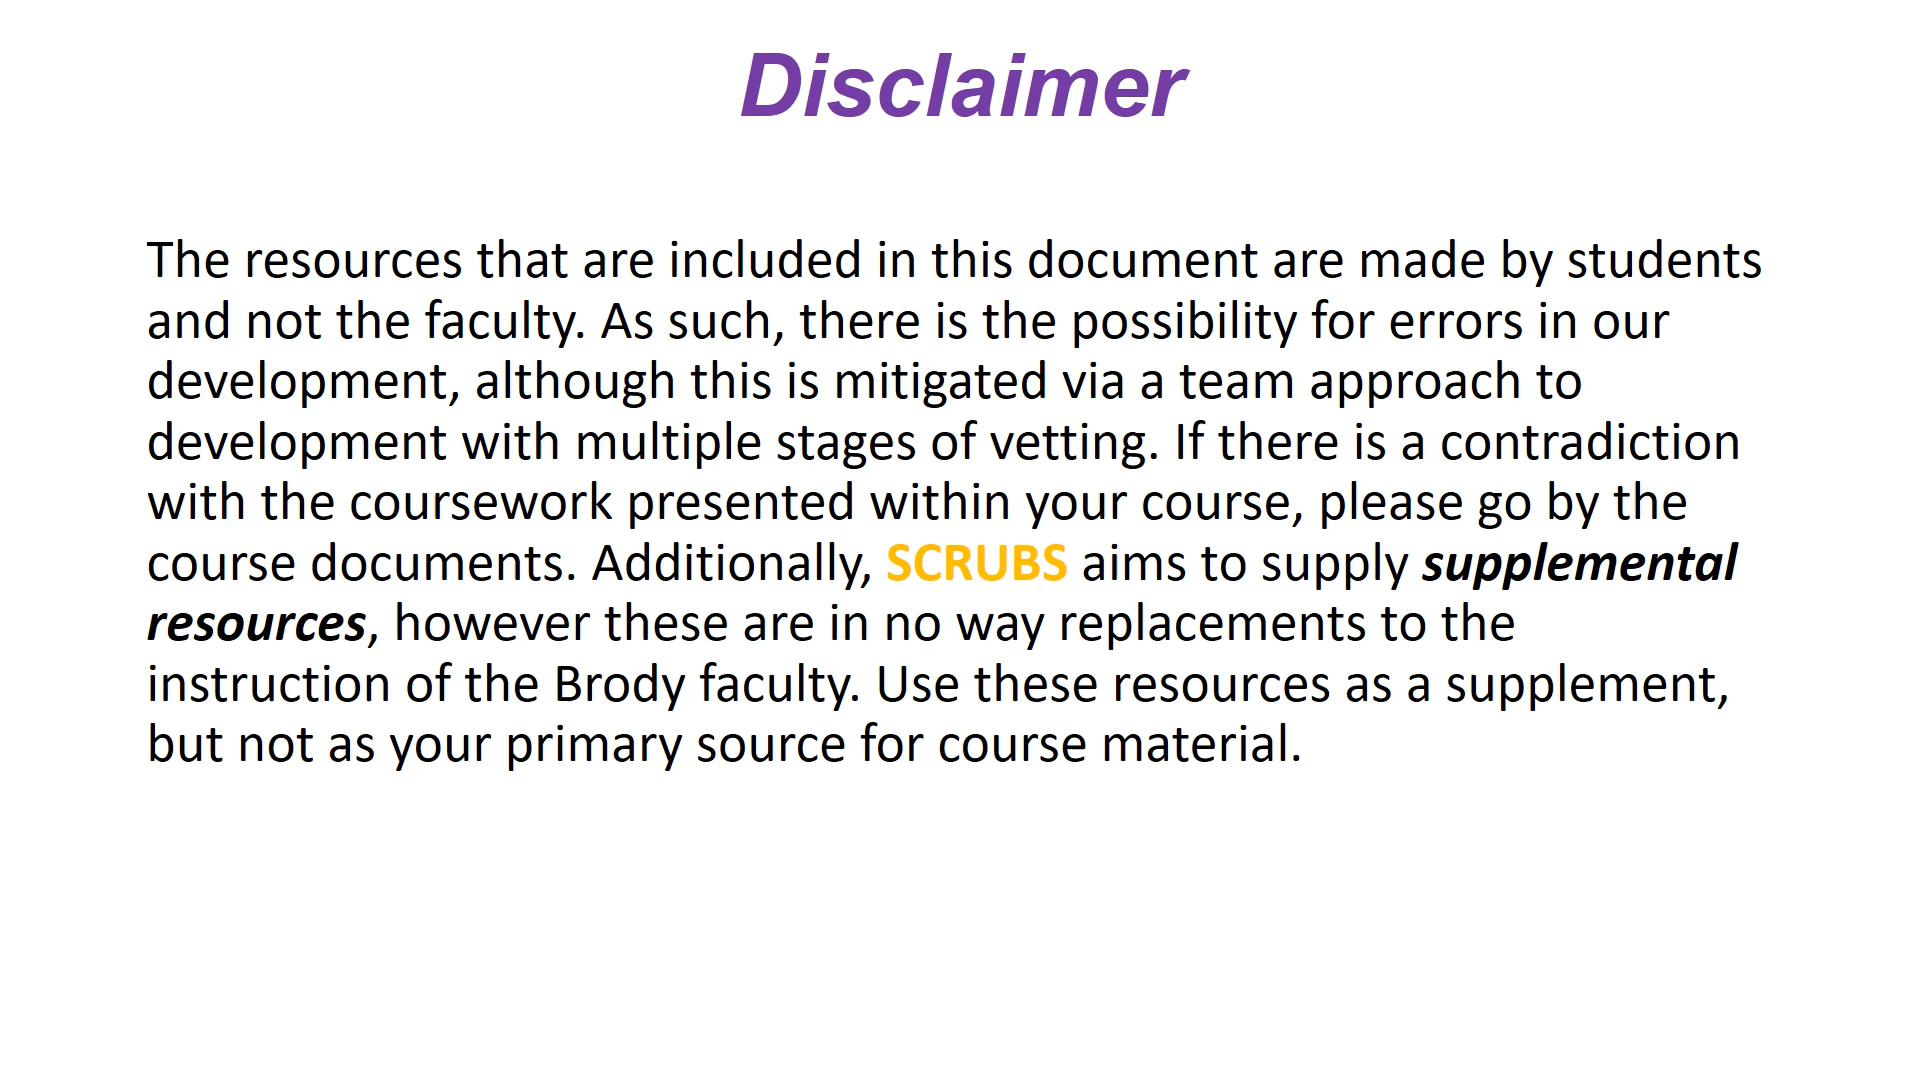 Disclaimer
The resources that are included in this document are made by students
and not the faculty. As such, there is the possibility for errors in our
development, although this is mitigated via a team approach to
development with multiple stages of vetting. If there is a contradiction
with the coursework presented within your course, please go by the
course documents. Additionally, SCRUBS aims to supply supplemental
resources, however these are in no way replacements to the
instruction of the Brody faculty. Use these resources as a supplement,
but not as your primary source for course material.